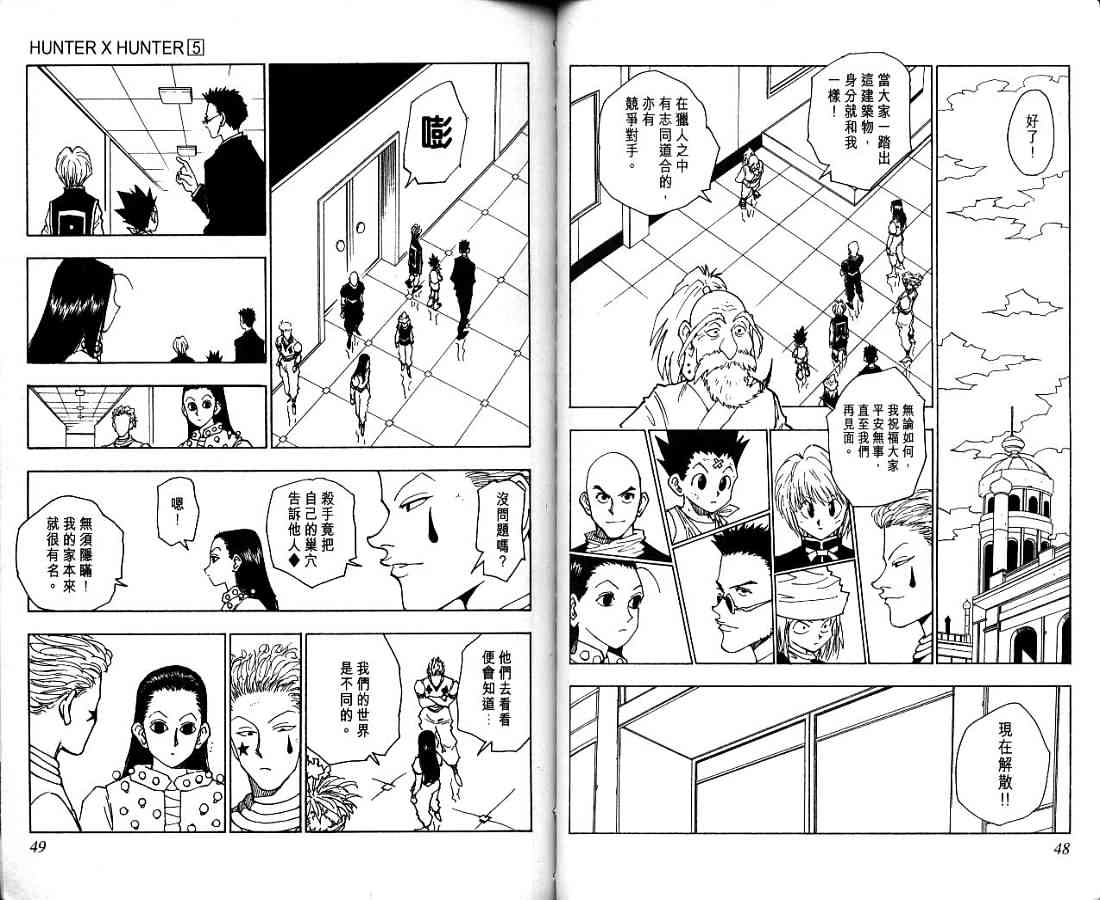 好了！
當大家一踏出
這建築物，
身分就和我
一樣！
在獵人之中
有志同道合的，
亦有
競爭對手。
無論如何，
我祝福大家
平安無事，
直至我們
再見面。
現在解散!!
48
HUNTER X HUNTER 5
嘭
沒問題嗎？
殺手竟把
自己的巢穴
告訴他人◆
嗯！
無須隱瞞！
我的家本來
就很有名。
他們去看看
便會知道…
我們的世界
是不同的。
49